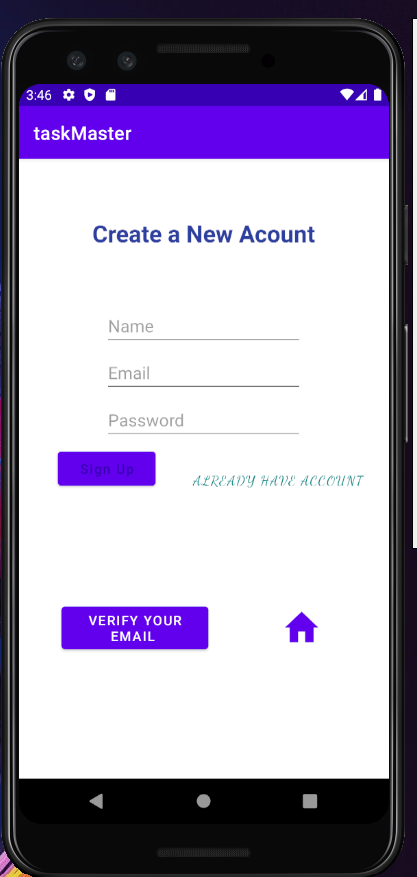 3:46
taskMaster
Create a New Acount
Name
Email
Password
Sign Up
ALREADY HAVE ACCOUNT
VERIFY YOUR
EMAIL